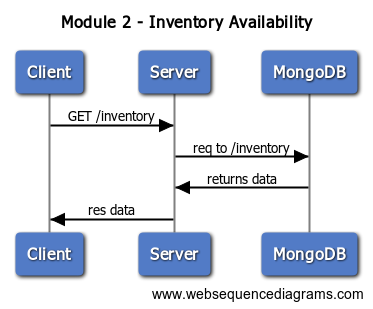 Module 2 - Inventory Availability
Client Server MongoDB
GET /inventory
req to /inventory
returns data
res data
Client Server MongoDB
www.websequencediagrams.com